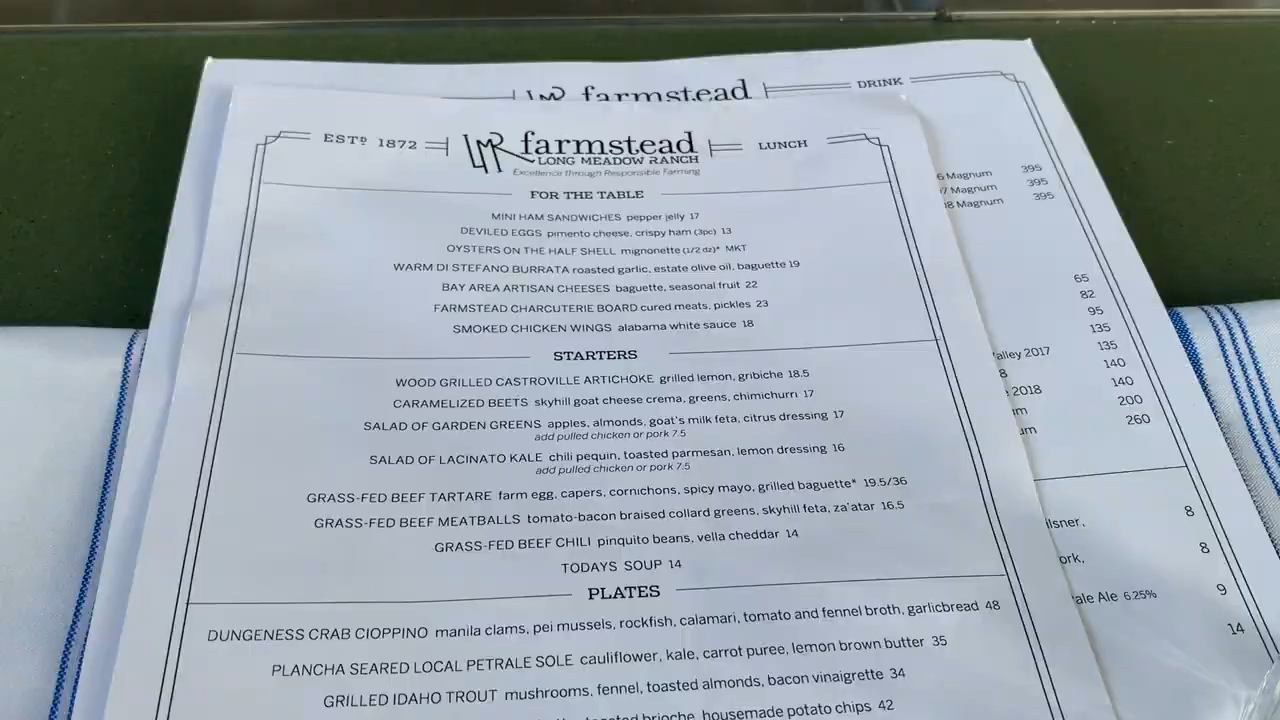 LMR farmstead DRINK
ESTD 1872 LMR farmstead LUNCH
LONG MEADOW RANCH
Excellence Through Responsible Farming
FOR THE TABLE
MINI HAM SANDWICHES pepper jelly 17
DEVILED EGGS pimento cheese, crispy ham (3pc) 13
OYSTERS ON THE HALF SHELL mignonette (1/2 dz)* MKT
WARM DI STEFANO BURRATA roasted garlic, estate olive oil, baguette 19
BAY AREA ARTISAN CHEESES baguette, seasonal fruit 22
FARMSTEAD CHARCUTERIE BOARD cured meats, pickles 23
SMOKED CHICKEN WINGS alabama white sauce 18
STARTERS
WOOD GRILLED CASTROVILLE ARTICHOKE grilled lemon, gribiche 18.5
CARAMELIZED BEETS skyhill goat cheese crema, greens, chimichurri 17
SALAD OF GARDEN GREENS apples, almonds, goat's milk feta, citrus dressing 17
add pulled chicken or pork 7.5
SALAD OF LACINATO KALE chili pequin, toasted parmesan, lemon dressing 16
add pulled chicken or pork 7.5
GRASS-FED BEEF TARTARE farm egg, capers, cornichons, spicy mayo, grilled baguette* 19.5/36
GRASS-FED BEEF MEATBALLS tomato-bacon braised collard greens, skyhill feta, za'atar 16.5
GRASS-FED BEEF CHILI pinquito beans, vella cheddar 14
TODAYS SOUP 14
PLATES
DUNGENESS CRAB CIOPPINO manila clams, pei mussels, rockfish, calamari, tomato and fennel broth, garlicbread 48
PLANCHA SEARED LOCAL PETRALE SOLE cauliflower, kale, carrot puree, lemon brown butter 35
GRILLED IDAHO TROUT mushrooms, fennel, toasted almonds, bacon vinaigrette 34
toasted brioche, housemade potato chips 42
6 Magnum 395
7 Magnum 395
8 Magnum 395
65
82
95
135
alley 2017 135
8 140
2018 140
um 200
um 260
ilsner, 8
ork, 8
ale Ale 6.25% 9
14